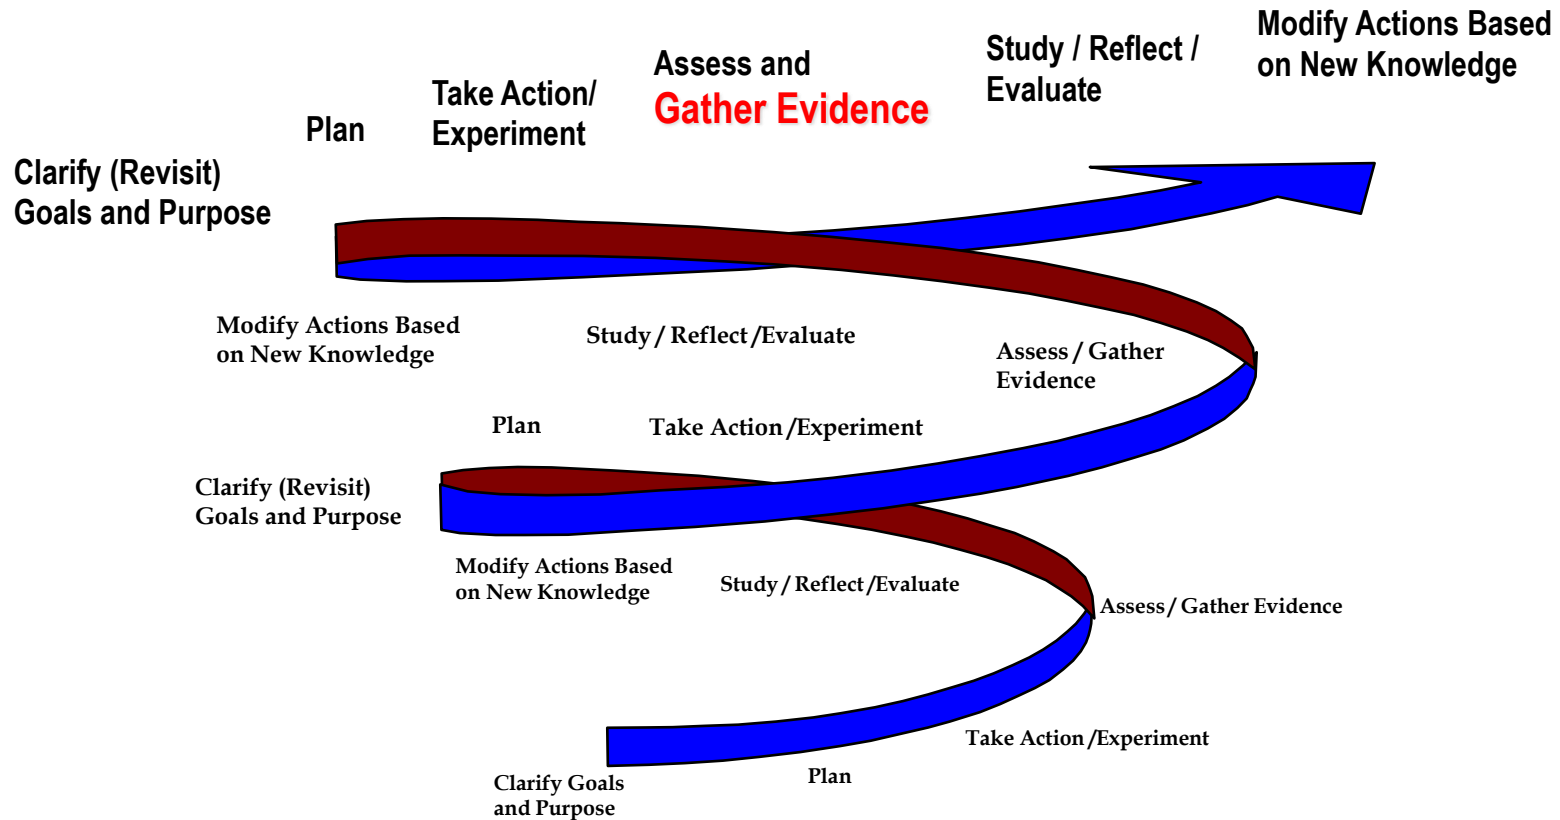 Modify Actions Based
on New Knowledge
Study / Reflect /
Evaluate
Assess and
Gather Evidence
Take Action/
Experiment
Plan
Clarify (Revisit)
Goals and Purpose
Modify Actions Based
on New Knowledge
Study / Reflect /Evaluate
Assess / Gather
Evidence
Plan
Take Action /Experiment
Clarify (Revisit)
Goals and Purpose
Modify Actions Based
on New Knowledge
Study / Reflect /Evaluate
Assess / Gather Evidence
Take Action /Experiment
Plan
Clarify Goals
and Purpose